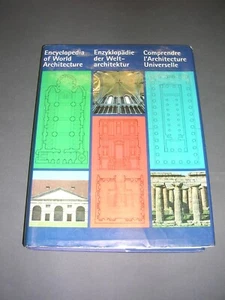 Encyclopedia
of World
Architecture
Enzyklopädie
der Welt-
architektur
Comprendre
l'Architecture
Universelle